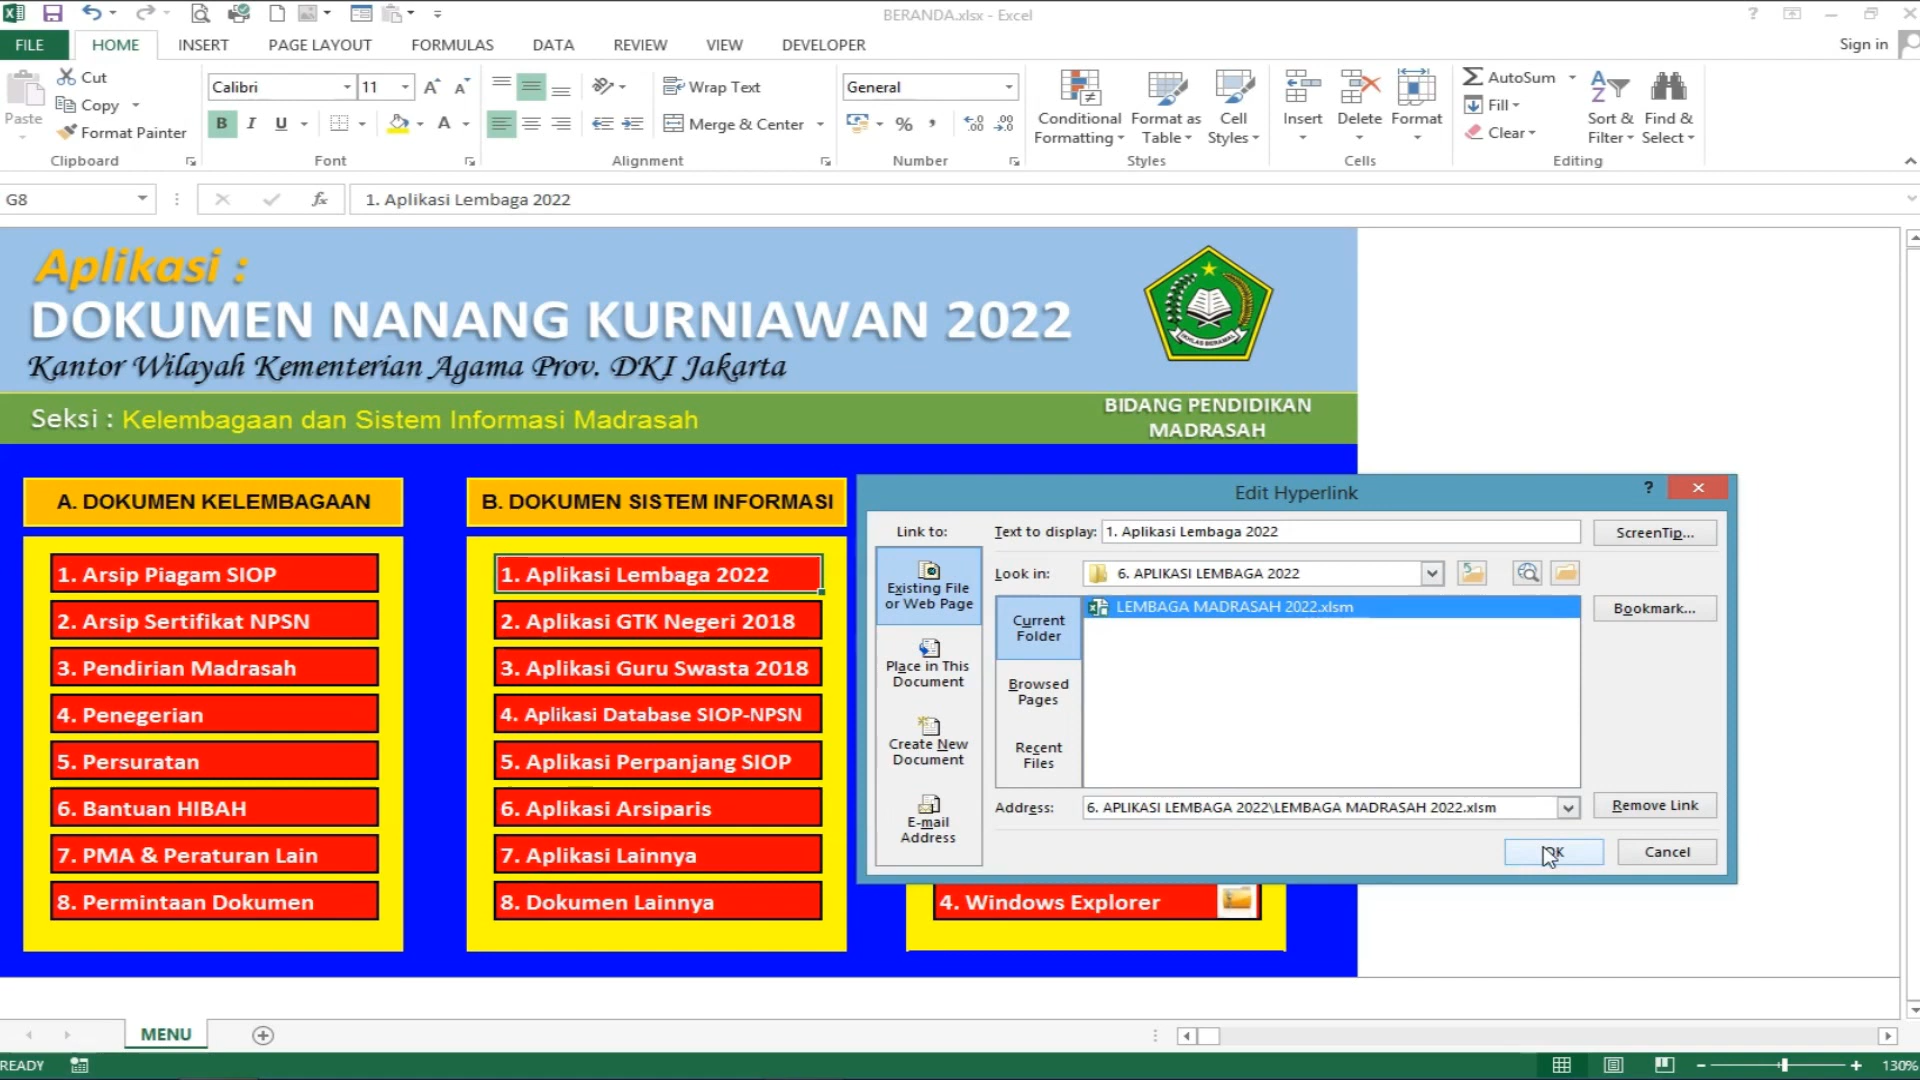 BERANDA.xlsx - Excel
?
FILE
HOME
INSERT
PAGE LAYOUT
FORMULAS
DATA
REVIEW
VIEW
DEVELOPER
Sign in
Paste
Cut
Copy
Format Painter
Clipboard
Calibri
11
B I U
Font
Wrap Text
Merge & Center
Alignment
General
%
Number
Conditional
Formatting
Format as
Table
Cell
Styles
Styles
Insert
Delete
Format
Cells
AutoSum
Fill
Clear
Sort &
Filter
Find &
Select
Editing
G8
fx
1. Aplikasi Lembaga 2022
Aplikasi :
DOKUMEN NANANG KURNIAWAN 2022
Kantor Wilayah Kementerian Agama Prov. DKI Jakarta
IKHLAS BERAMAL
Seksi : Kelembagaan dan Sistem Informasi Madrasah
BIDANG PENDIDIKAN
MADRASAH
A. DOKUMEN KELEMBAGAAN
1. Arsip Piagam SIOP
2. Arsip Sertifikat NPSN
3. Pendirian Madrasah
4. Penegerian
5. Persuratan
6. Bantuan HIBAH
7. PMA & Peraturan Lain
8. Permintaan Dokumen
B. DOKUMEN SISTEM INFORMASI
1. Aplikasi Lembaga 2022
2. Aplikasi GTK Negeri 2018
3. Aplikasi Guru Swasta 2018
4. Aplikasi Database SIOP-NPSN
5. Aplikasi Perpanjang SIOP
6. Aplikasi Arsiparis
7. Aplikasi Lainnya
8. Dokumen Lainnya
4. Windows Explorer
Edit Hyperlink
?
Link to:
Existing File
or Web Page
Place in This
Document
Create New
Document
E-mail
Address
Text to display:
1. Aplikasi Lembaga 2022
ScreenTip...
Look in:
6. APLIKASI LEMBAGA 2022
Current
Folder
Browsed
Pages
Recent
Files
LEMBAGA MADRASAH 2022.xlsm
Bookmark...
Address:
6. APLIKASI LEMBAGA 2022\LEMBAGA MADRASAH 2022.xlsm
Remove Link
OK
Cancel
MENU
READY
130%